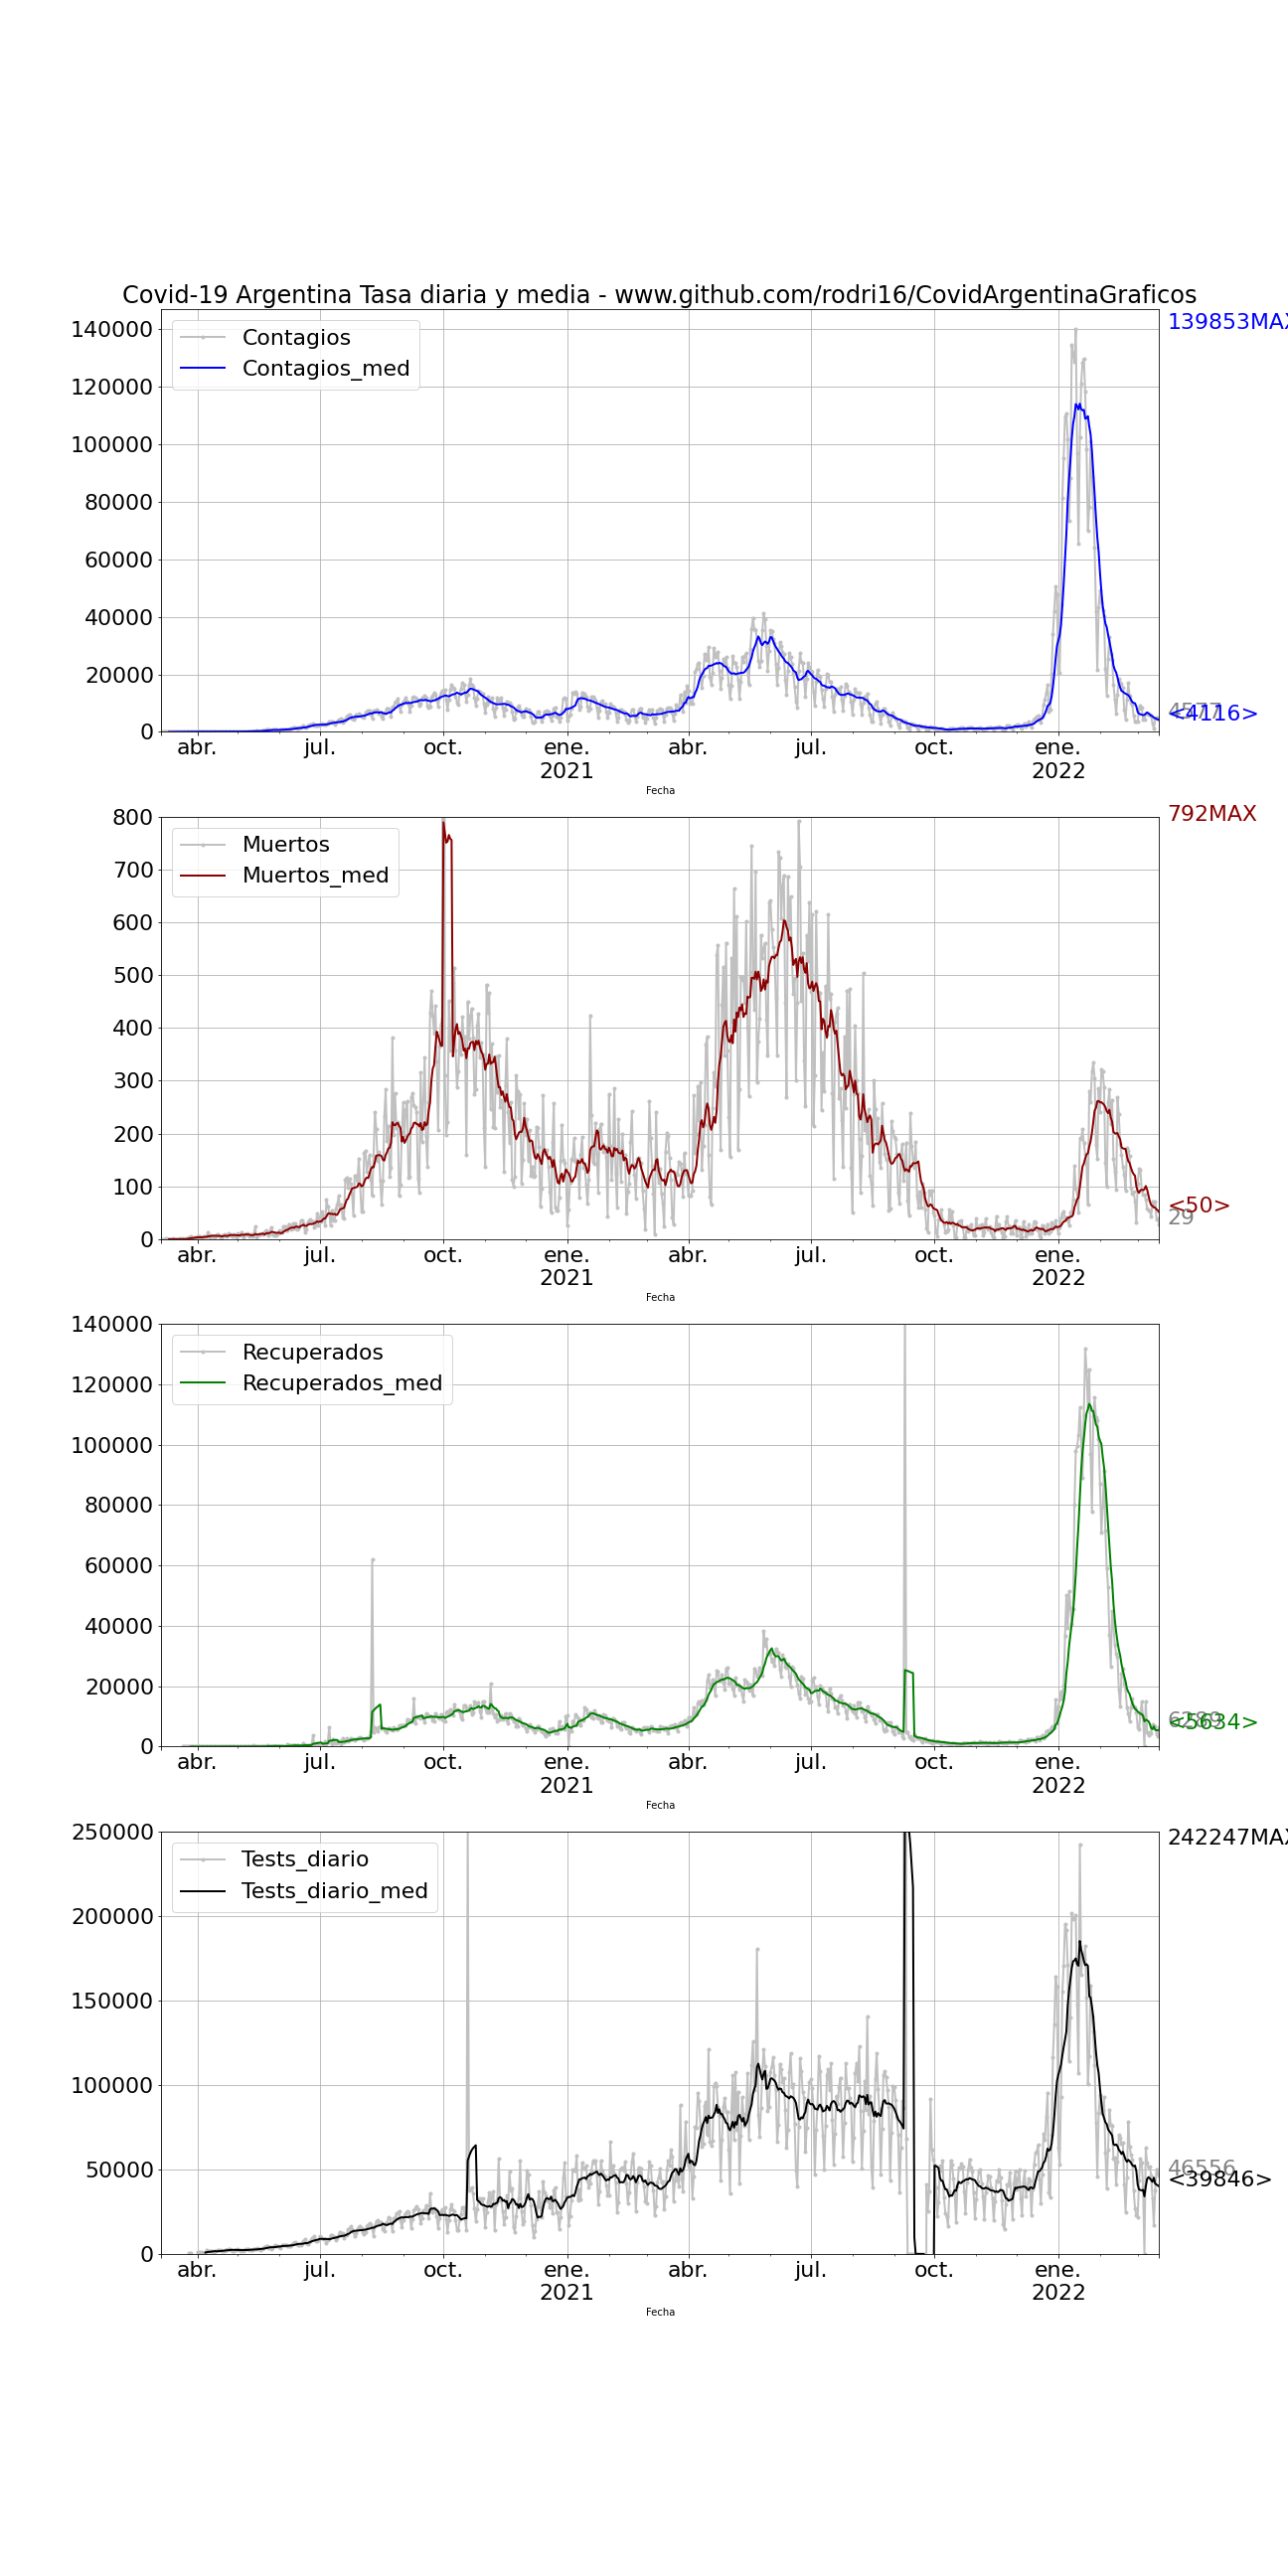 Covid-19 Argentina Tasa diaria y media - www.github.com/rodri16/CovidArgentinaGraficos
139853MAX
140000
120000
100000
80000
60000
40000
20000
0
Contagios
Contagios_med
4577
<4116>
abr. jul. oct. ene. abr. jul. oct. ene.
2021 2022
Fecha
792MAX
800
700
600
500
400
300
200
100
0
Muertos
Muertos_med
<50>
29
abr. jul. oct. ene. abr. jul. oct. ene.
2021 2022
Fecha
140000
120000
100000
80000
60000
40000
20000
0
Recuperados
Recuperados_med
6289
<5634>
abr. jul. oct. ene. abr. jul. oct. ene.
2021 2022
Fecha
242247MAX
250000
200000
150000
100000
50000
0
Tests_diario
Tests_diario_med
46556
<39846>
abr. jul. oct. ene. abr. jul. oct. ene.
2021 2022
Fecha